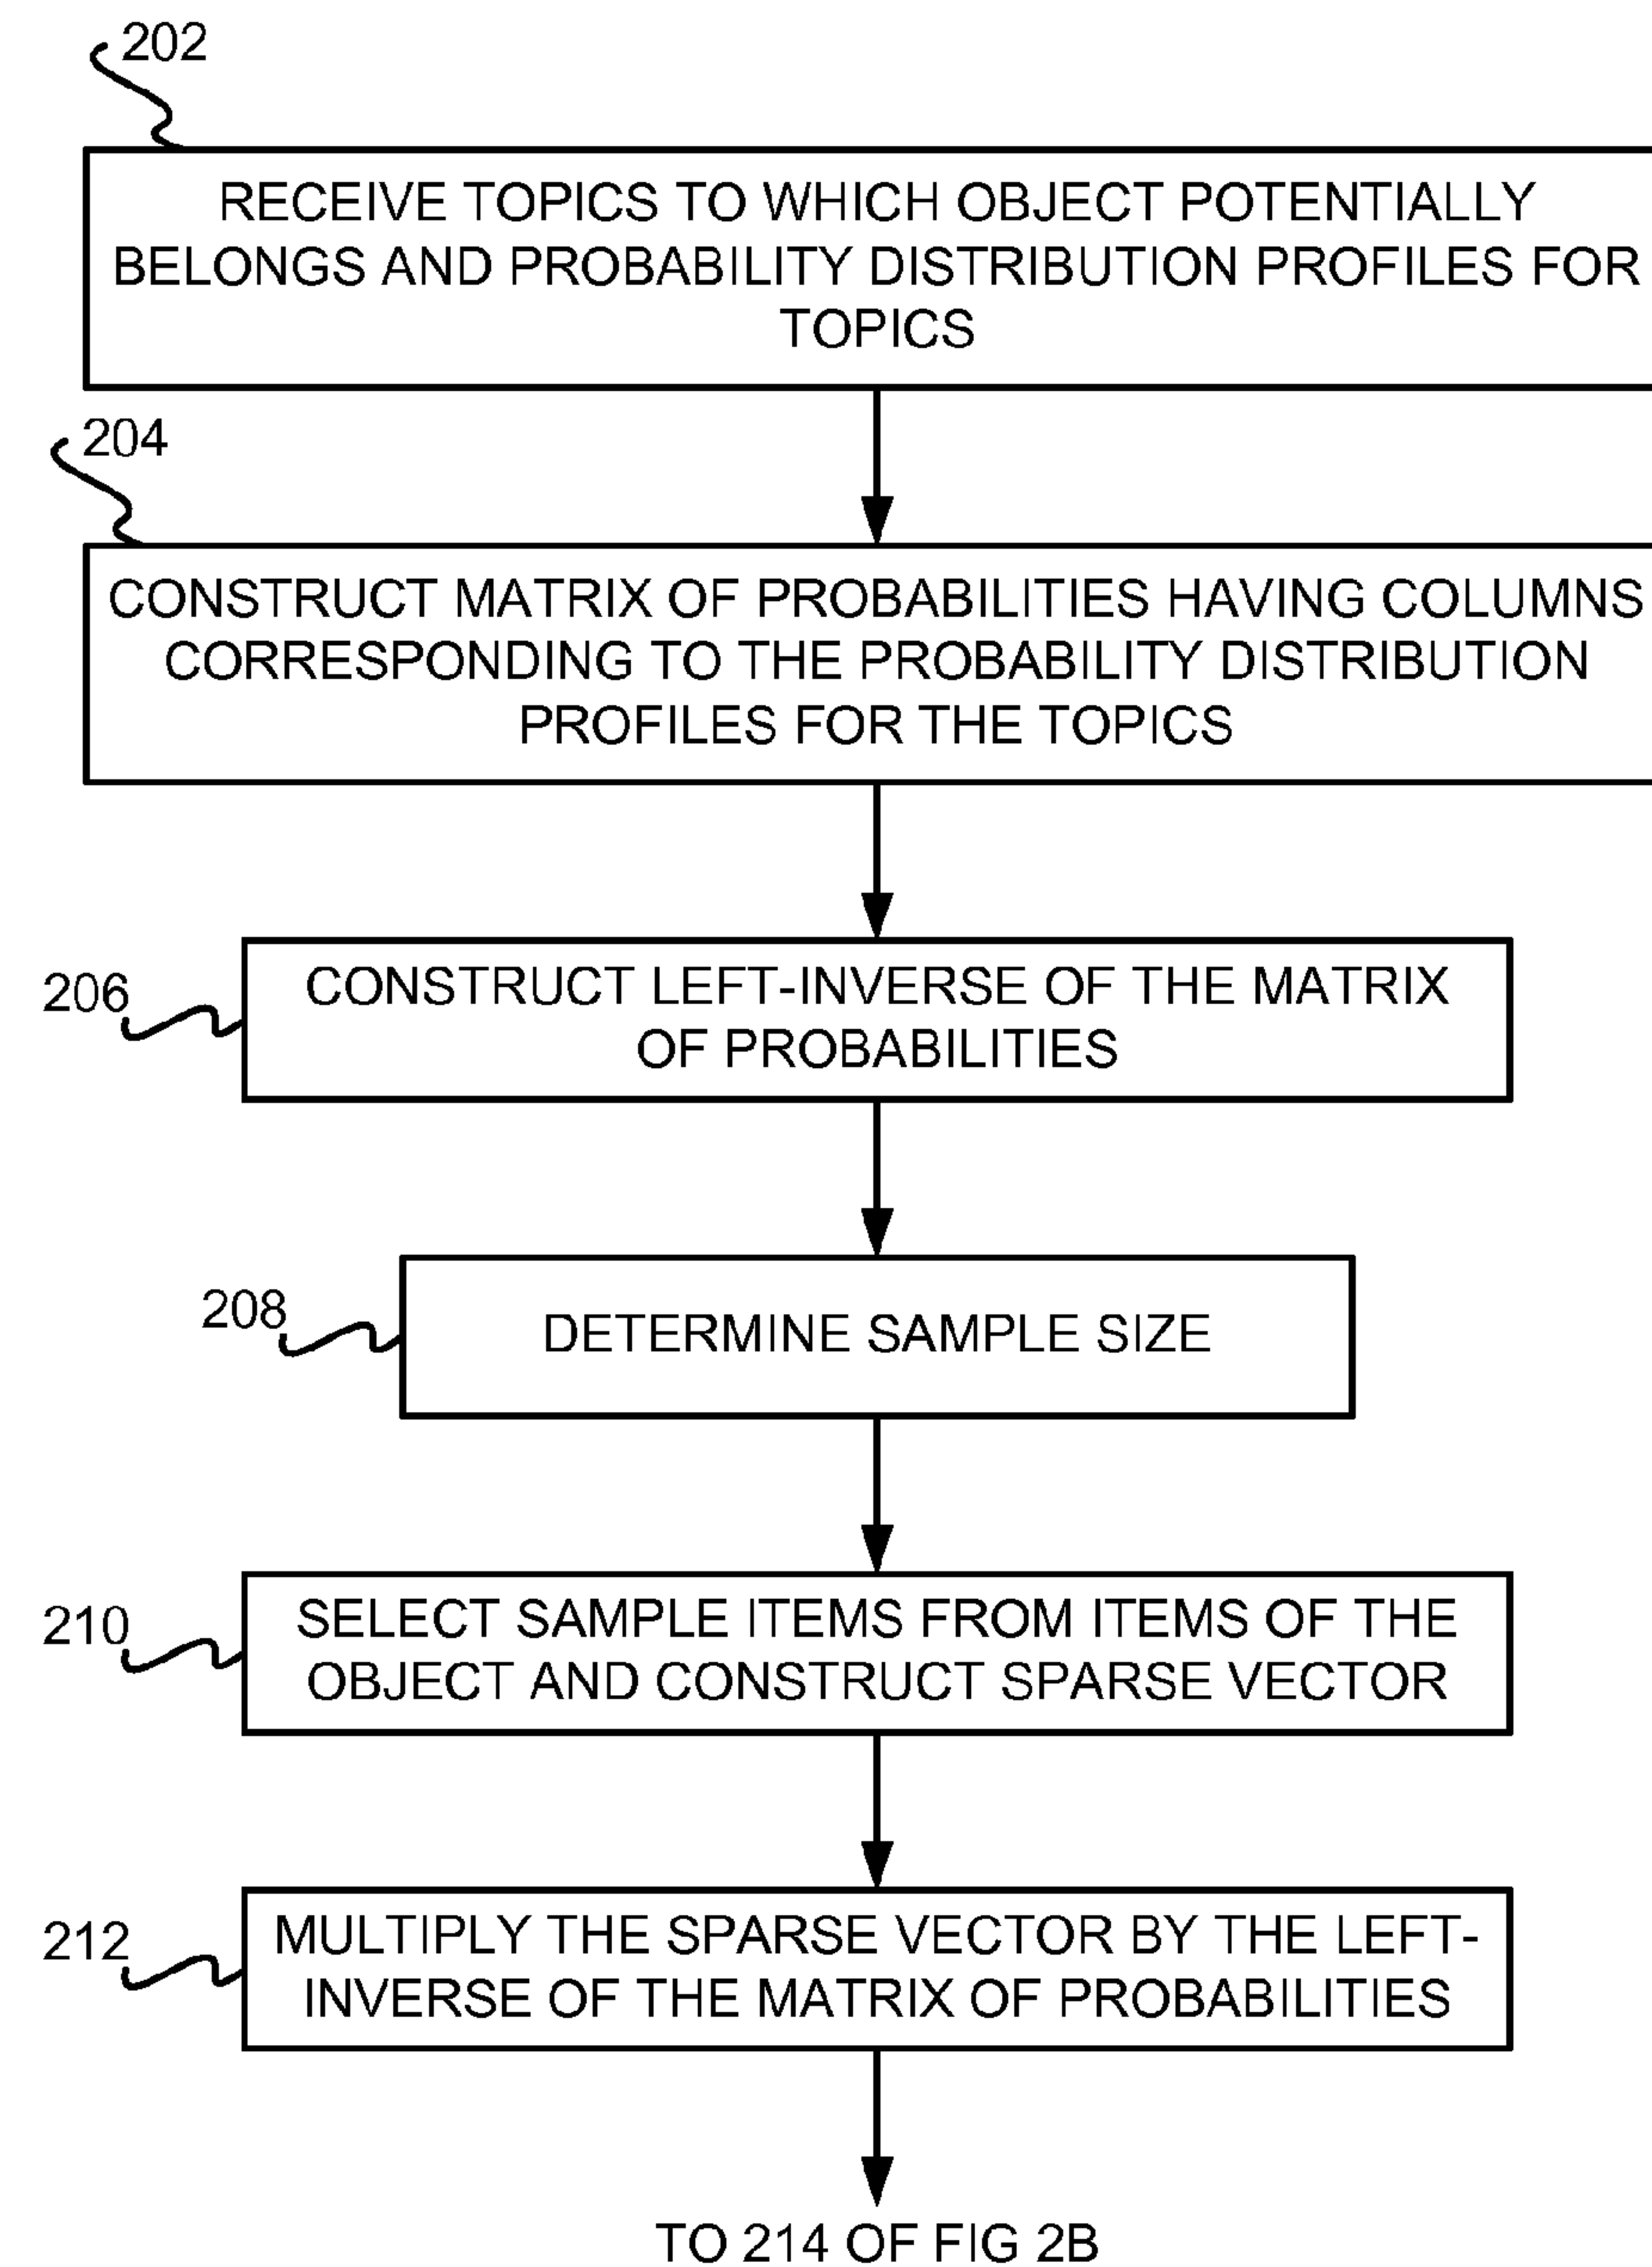 202
RECEIVE TOPICS TO WHICH OBJECT POTENTIALLY
BELONGS AND PROBABILITY DISTRIBUTION PROFILES FOR
TOPICS
204
CONSTRUCT MATRIX OF PROBABILITIES HAVING COLUMNS
CORRESPONDING TO THE PROBABILITY DISTRIBUTION
PROFILES FOR THE TOPICS
206
CONSTRUCT LEFT-INVERSE OF THE MATRIX
OF PROBABILITIES
208
DETERMINE SAMPLE SIZE
210
SELECT SAMPLE ITEMS FROM ITEMS OF THE
OBJECT AND CONSTRUCT SPARSE VECTOR
212
MULTIPLY THE SPARSE VECTOR BY THE LEFT-
INVERSE OF THE MATRIX OF PROBABILITIES
TO 214 OF FIG 2B